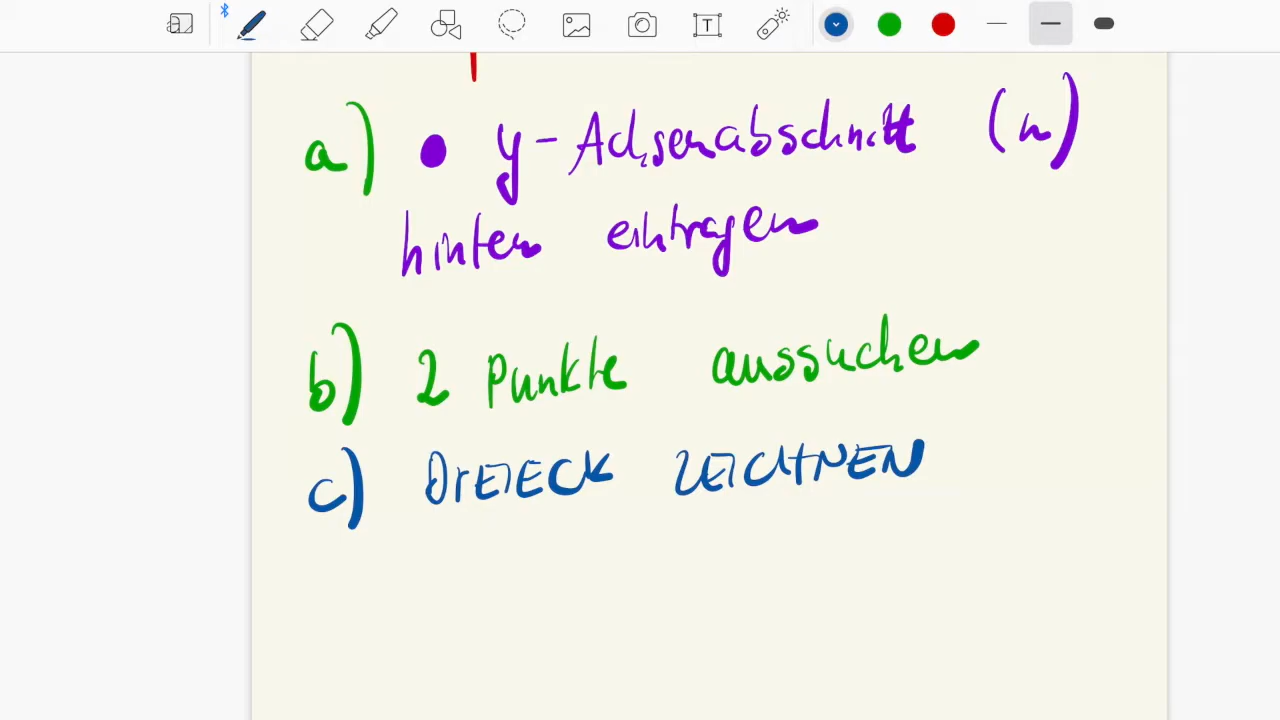 a) • y-Achsenabschnitt (n)
hinten eintragen
b) 2 Punkte aussuchen
c) DREIECK ZEICHNEN